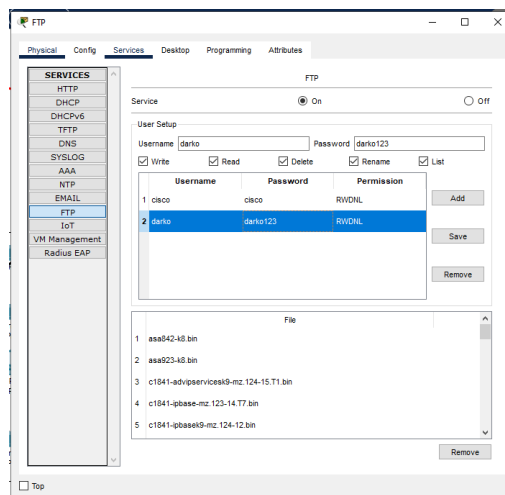 FTP
Physical Config Services Desktop Programming Attributes
SERVICES
HTTP
DHCP
DHCPv6
TFTP
DNS
SYSLOG
AAA
NTP
EMAIL
FTP
IoT
VM Management
Radius EAP
FTP
Service On Off
User Setup
Username darko Password darko123
Write Read Delete Rename List
Username Password Permission
1 cisco cisco RWDNL
2 darko darko123 RWDNL
Add
Save
Remove
File
1 asa842-k8.bin
2 asa923-k8.bin
3 c1841-advipservicesk9-mz.124-15.T1.bin
4 c1841-ipbase-mz.123-14.T7.bin
5 c1841-ipbasek9-mz.124-12.bin
Remove
Top